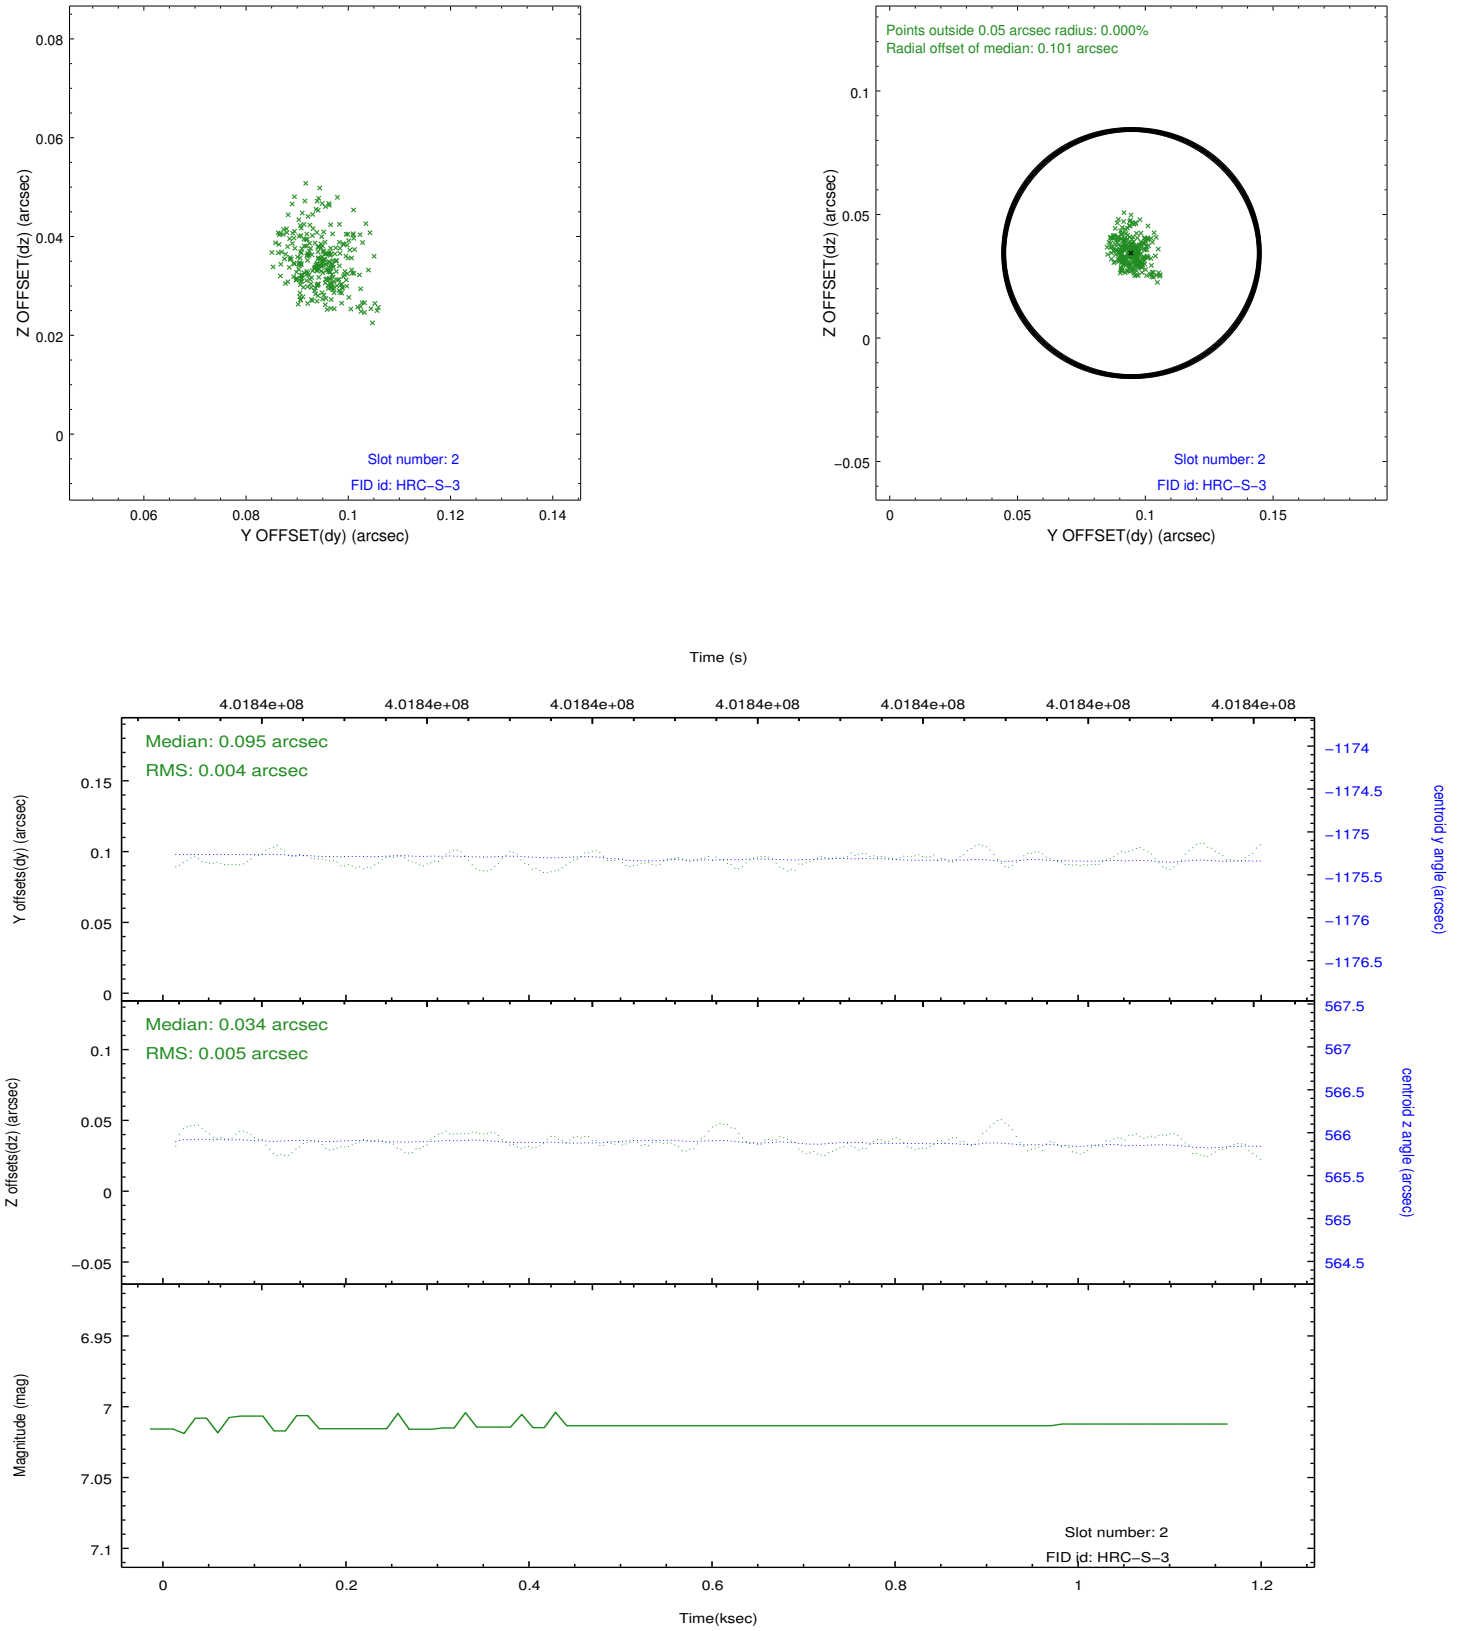 0.08
0.06
0.04
0.02
0
Z OFFSET(dz) (arcsec)
Slot number: 2
FID id: HRC−S−3
0.06 0.08 0.1 0.12 0.14
Y OFFSET(dy) (arcsec)
Points outside 0.05 arcsec radius: 0.000%
Radial offset of median: 0.101 arcsec
0.1
0.05
0
−0.05
Z OFFSET(dz) (arcsec)
Slot number: 2
FID id: HRC−S−3
0 0.05 0.1 0.15
Y OFFSET(dy) (arcsec)
Time (s)
4.0184e+08 4.0184e+08 4.0184e+08 4.0184e+08 4.0184e+08 4.0184e+08 4.0184e+08
Median: 0.095 arcsec
RMS: 0.004 arcsec
0.15
0.1
0.05
0
Y offsets(dy) (arcsec)
−1174
−1174.5
−1175
−1175.5
−1176
−1176.5
centroid y angle (arcsec)
Median: 0.034 arcsec
RMS: 0.005 arcsec
0.1
0.05
0
−0.05
Z offsets(dz) (arcsec)
567.5
567
566.5
566
565.5
565
564.5
centroid z angle (arcsec)
6.95
7
7.05
7.1
Magnitude (mag)
Slot number: 2
FID id: HRC−S−3
0 0.2 0.4 0.6 0.8 1 1.2
Time(ksec)